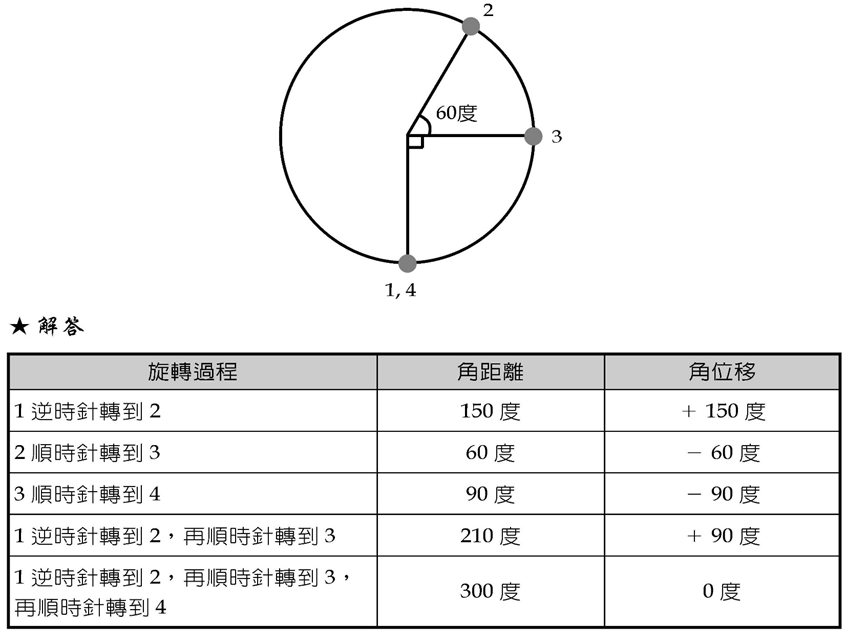 2
60度
3
1, 4
★ 解答
旋轉過程 角距離 角位移
1 逆時針轉到 2 150 度 + 150 度
2 順時針轉到 3 60 度 − 60 度
3 順時針轉到 4 90 度 − 90 度
1 逆時針轉到 2,再順時針轉到 3 210 度 + 90 度
1 逆時針轉到 2,再順時針轉到 3,
再順時針轉到 4 300 度 0 度